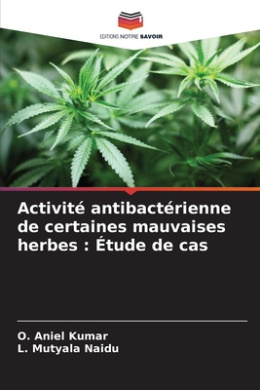 EDITIONS NOTRE SAVOIR
Activité antibactérienne
de certaines mauvaises
herbes : Étude de cas
O. Aniel Kumar
L. Mutyala Naidu